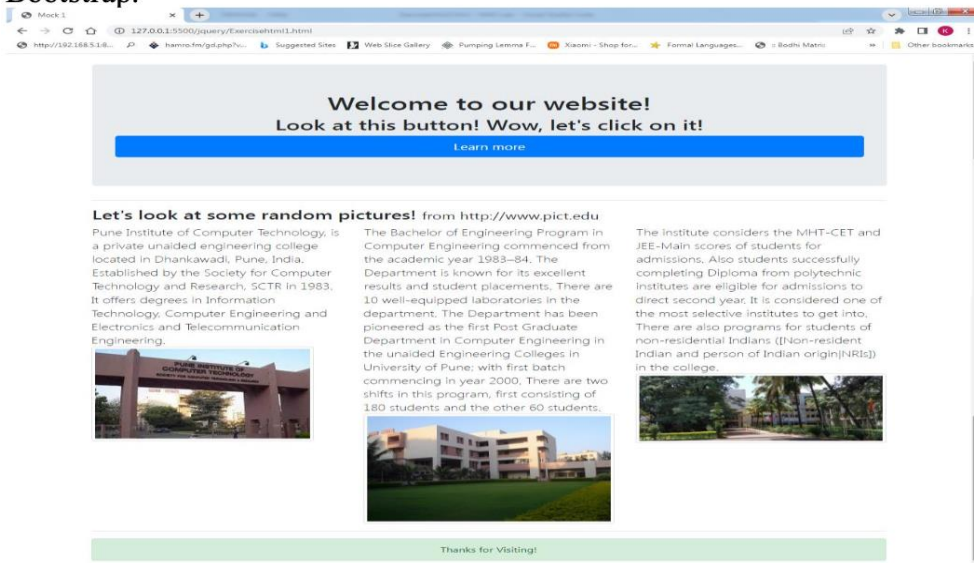 Bootstrap.
Mock 1
127.0.0.1:5500/jquery/Exercisehtml1.html
http://192.168.5.1:8...
hamro.fm/gd.php?v...
Suggested Sites
Web Slice Gallery
Pumping Lemma F...
Xiaomi - Shop for...
Formal Languages...
:: Bodhi Matrix
Other bookmarks
Welcome to our website!
Look at this button! Wow, let's click on it!
Learn more
Let's look at some random pictures! from http://www.pict.edu
Pune Institute of Computer Technology, is
a private unaided engineering college
located in Dhankawadi, Pune, India.
Established by the Society for Computer
Technology and Research, SCTR in 1983.
It offers degrees in Information
Technology, Computer Engineering and
Electronics and Telecommunication
Engineering.
PUNE INSTITUTE OF
COMPUTER TECHNOLOGY
The Bachelor of Engineering Program in
Computer Engineering commenced from
the academic year 1983-84. The
Department is known for its excellent
results and student placements, There are
10 well-equipped laboratories in the
department, The Department has been
pioneered as the first Post Graduate
Department in Computer Engineering in
the unaided Engineering Colleges in
University of Pune; with first batch
commencing in year 2000, There are two
shifts in this program, first consisting of
180 students and the other 60 students.
The institute considers the MHT-CET and
JEE-Main scores of students for
admissions, Also students successfully
completing Diploma from polytechnic
institutes are eligible for admissions to
direct second year, It is considered one of
the most selective institutes to get into,
There are also programs for students of
non-residential Indians ([Non-resident
Indian and person of Indian origin|NRIs])
in the college.
Thanks for Visiting!